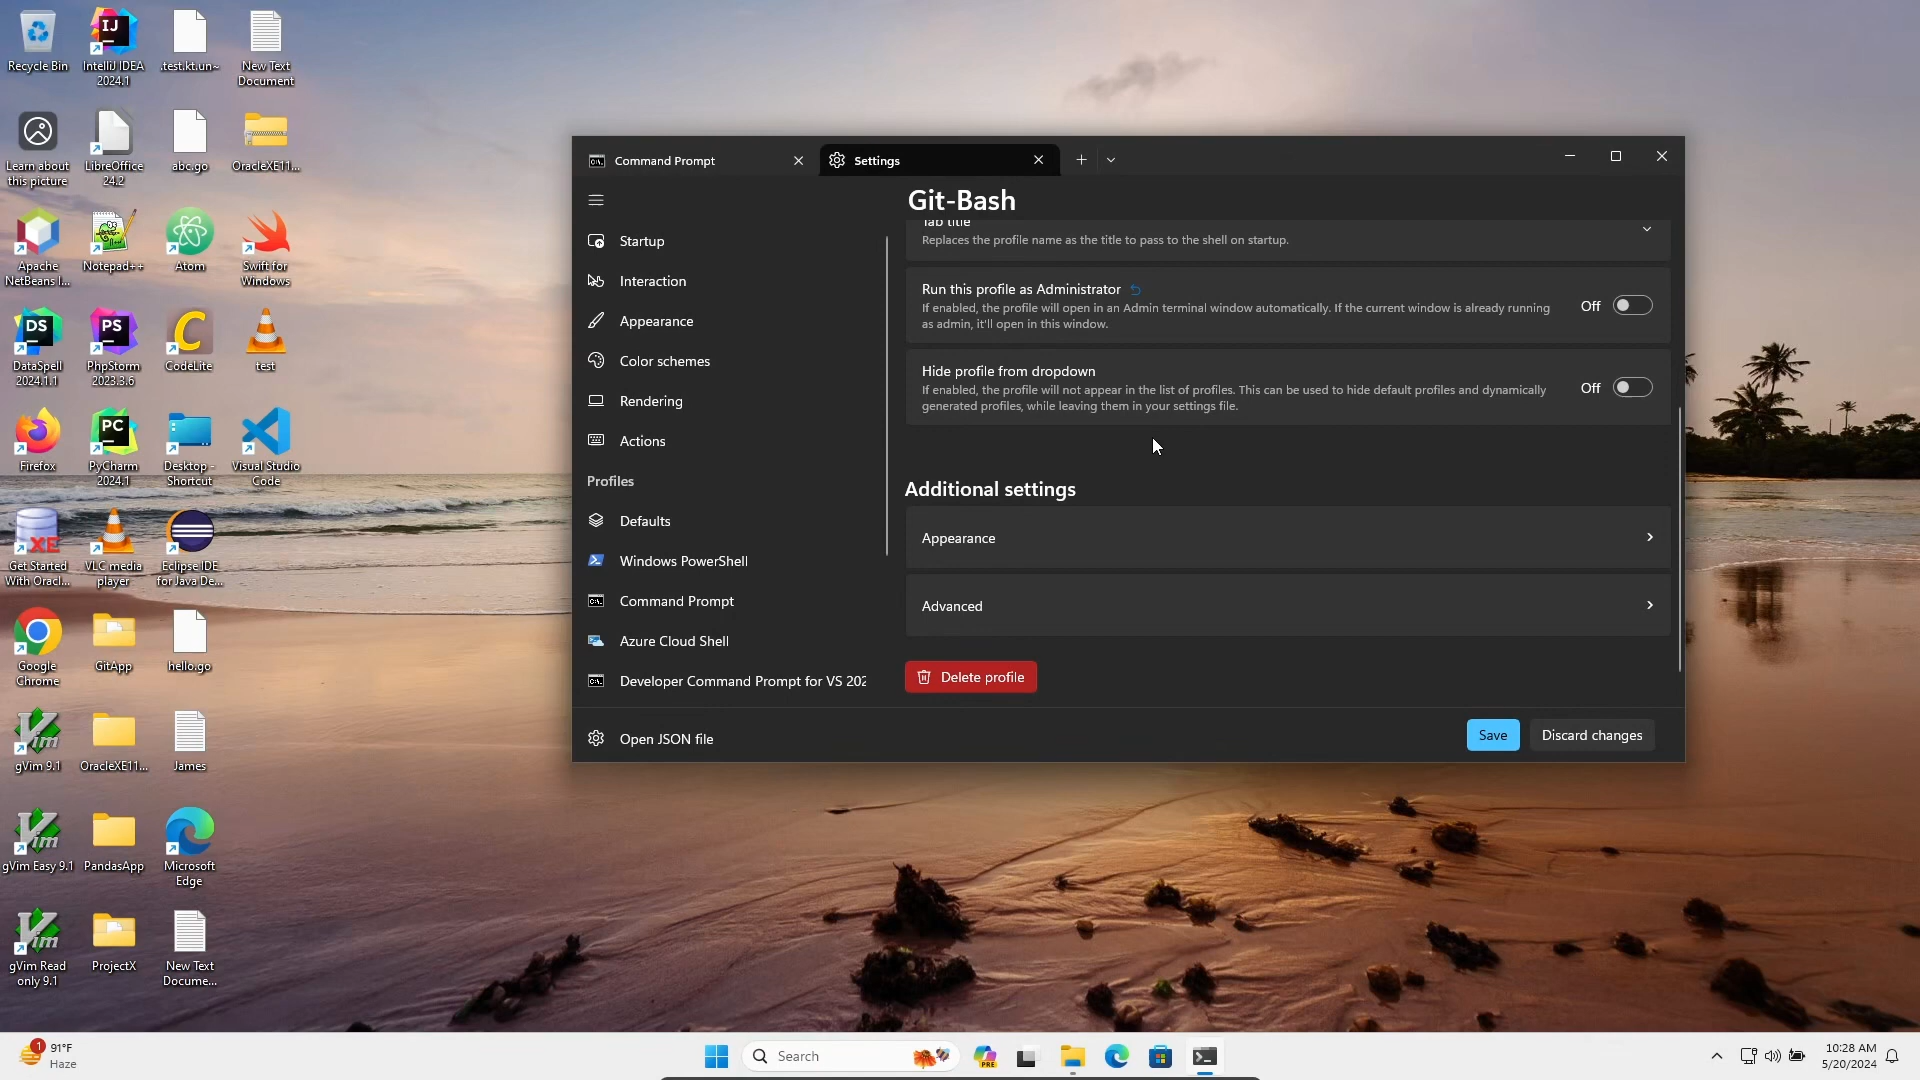 Recycle Bin
IntelliJ IDEA
2024.1
.test.kt.un~
New Text
Document
Learn about
this picture
LibreOffice
24.2
abc.go
OracleXE11...
Apache
NetBeans I...
Notepad++
Atom
Swift for
Windows
DataSpell
2024.1.1
PhpStorm
2023.3.6
CodeLite
test
Firefox
PyCharm
2024.1
Desktop -
Shortcut
Visual Studio
Code
Get Started
With Oracl...
VLC media
player
Eclipse IDE
for Java De...
Google
Chrome
GitApp
hello.go
gVim 9.1
OracleXE11...
James
gVim Easy 9.1
PandasApp
Microsoft
Edge
gVim Read
only 9.1
ProjectX
New Text
Docume...
Command Prompt
Settings
Startup
Interaction
Appearance
Color schemes
Rendering
Actions
Profiles
Defaults
Windows PowerShell
Command Prompt
Azure Cloud Shell
Developer Command Prompt for VS 202
Open JSON file
Git-Bash
Tab title
Replaces the profile name as the title to pass to the shell on startup.
Run this profile as Administrator
If enabled, the profile will open in an Admin terminal window automatically. If the current window is already running
as admin, it'll open in this window.
Off
Hide profile from dropdown
If enabled, the profile will not appear in the list of profiles. This can be used to hide default profiles and dynamically
generated profiles, while leaving them in your settings file.
Off
Additional settings
Appearance
Advanced
Delete profile
Save
Discard changes
1
91°F
Haze
Search
PRE
10:28 AM
5/20/2024